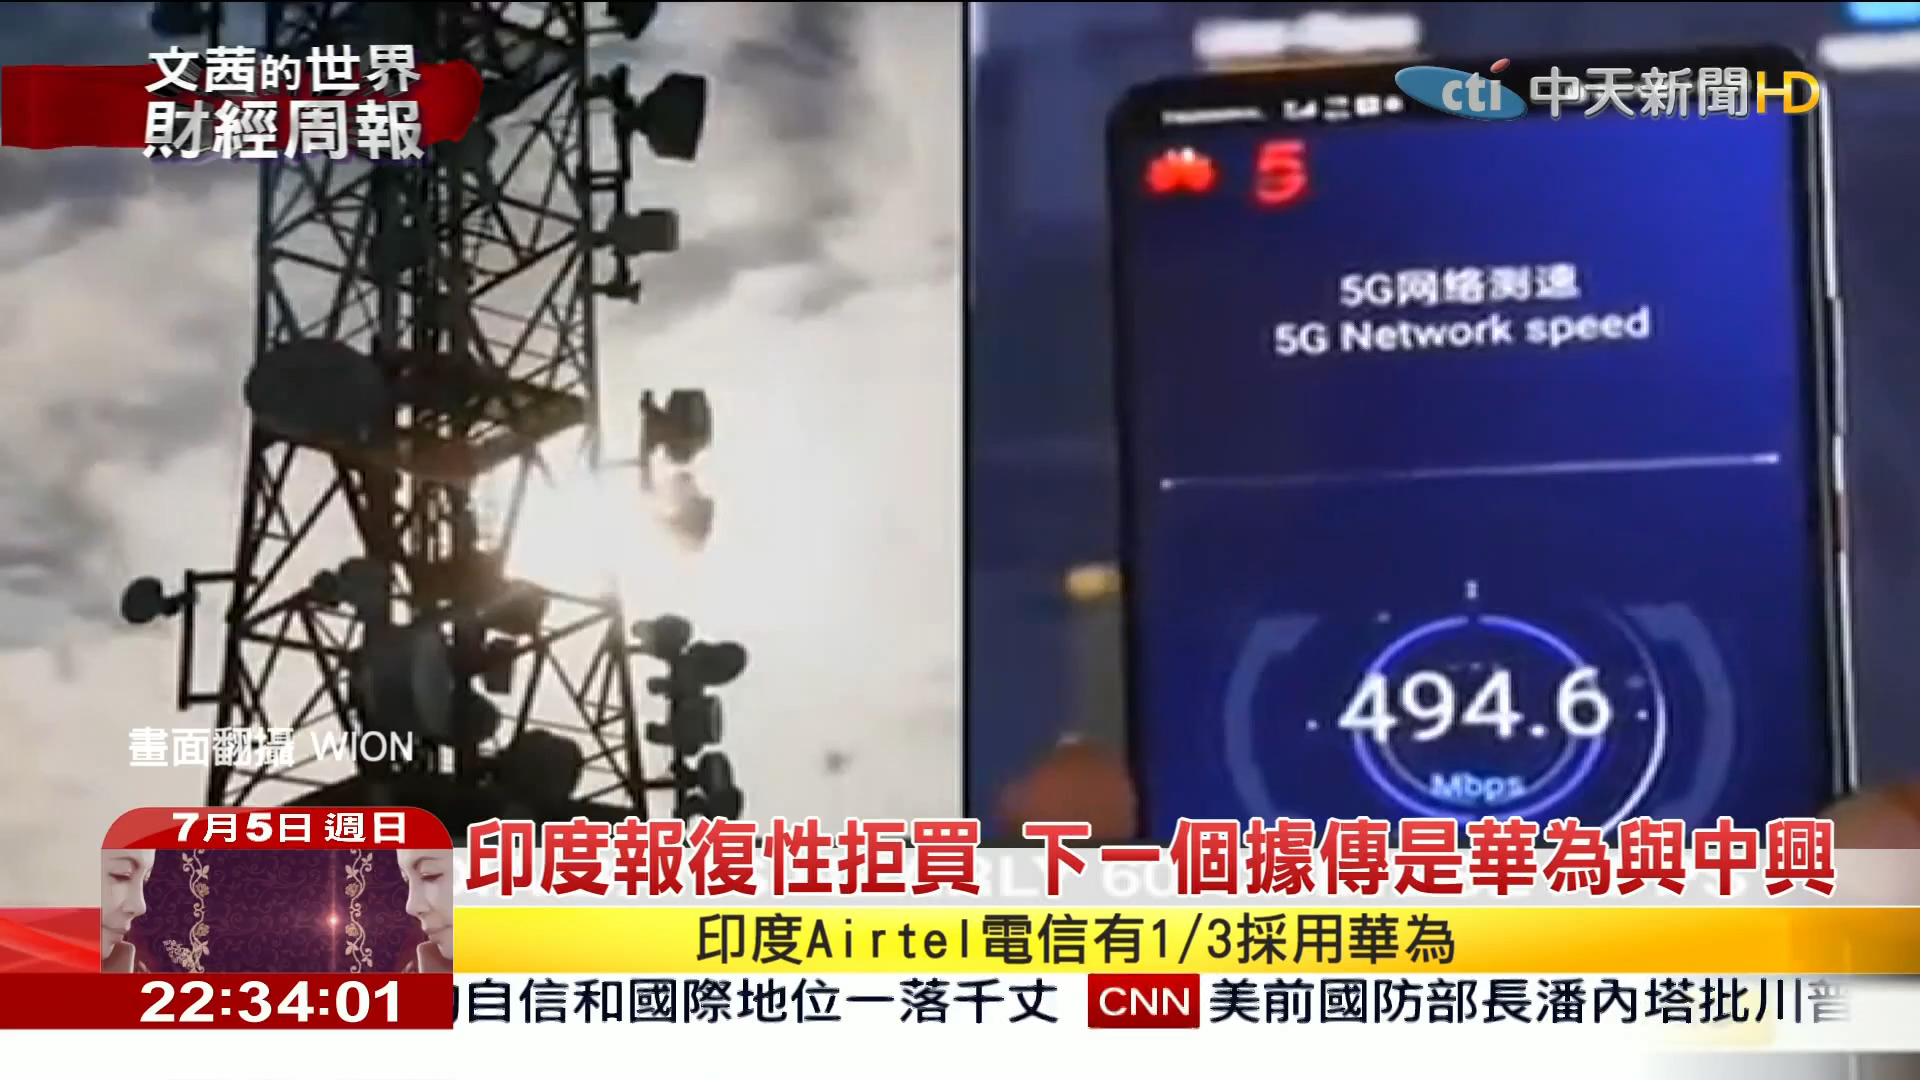 文茜的世界
財經周報
cti 中天新聞HD
5
5G网络测速
5G Network speed
494.6
Mbps
畫面翻攝 WION
7月5日 週日
印度報復性拒買 下一個據傳是華為與中興
印度Airtel電信有1/3採用華為
22:34:01
自信和國際地位一落千丈 CNN 美前國防部長潘內塔批川普